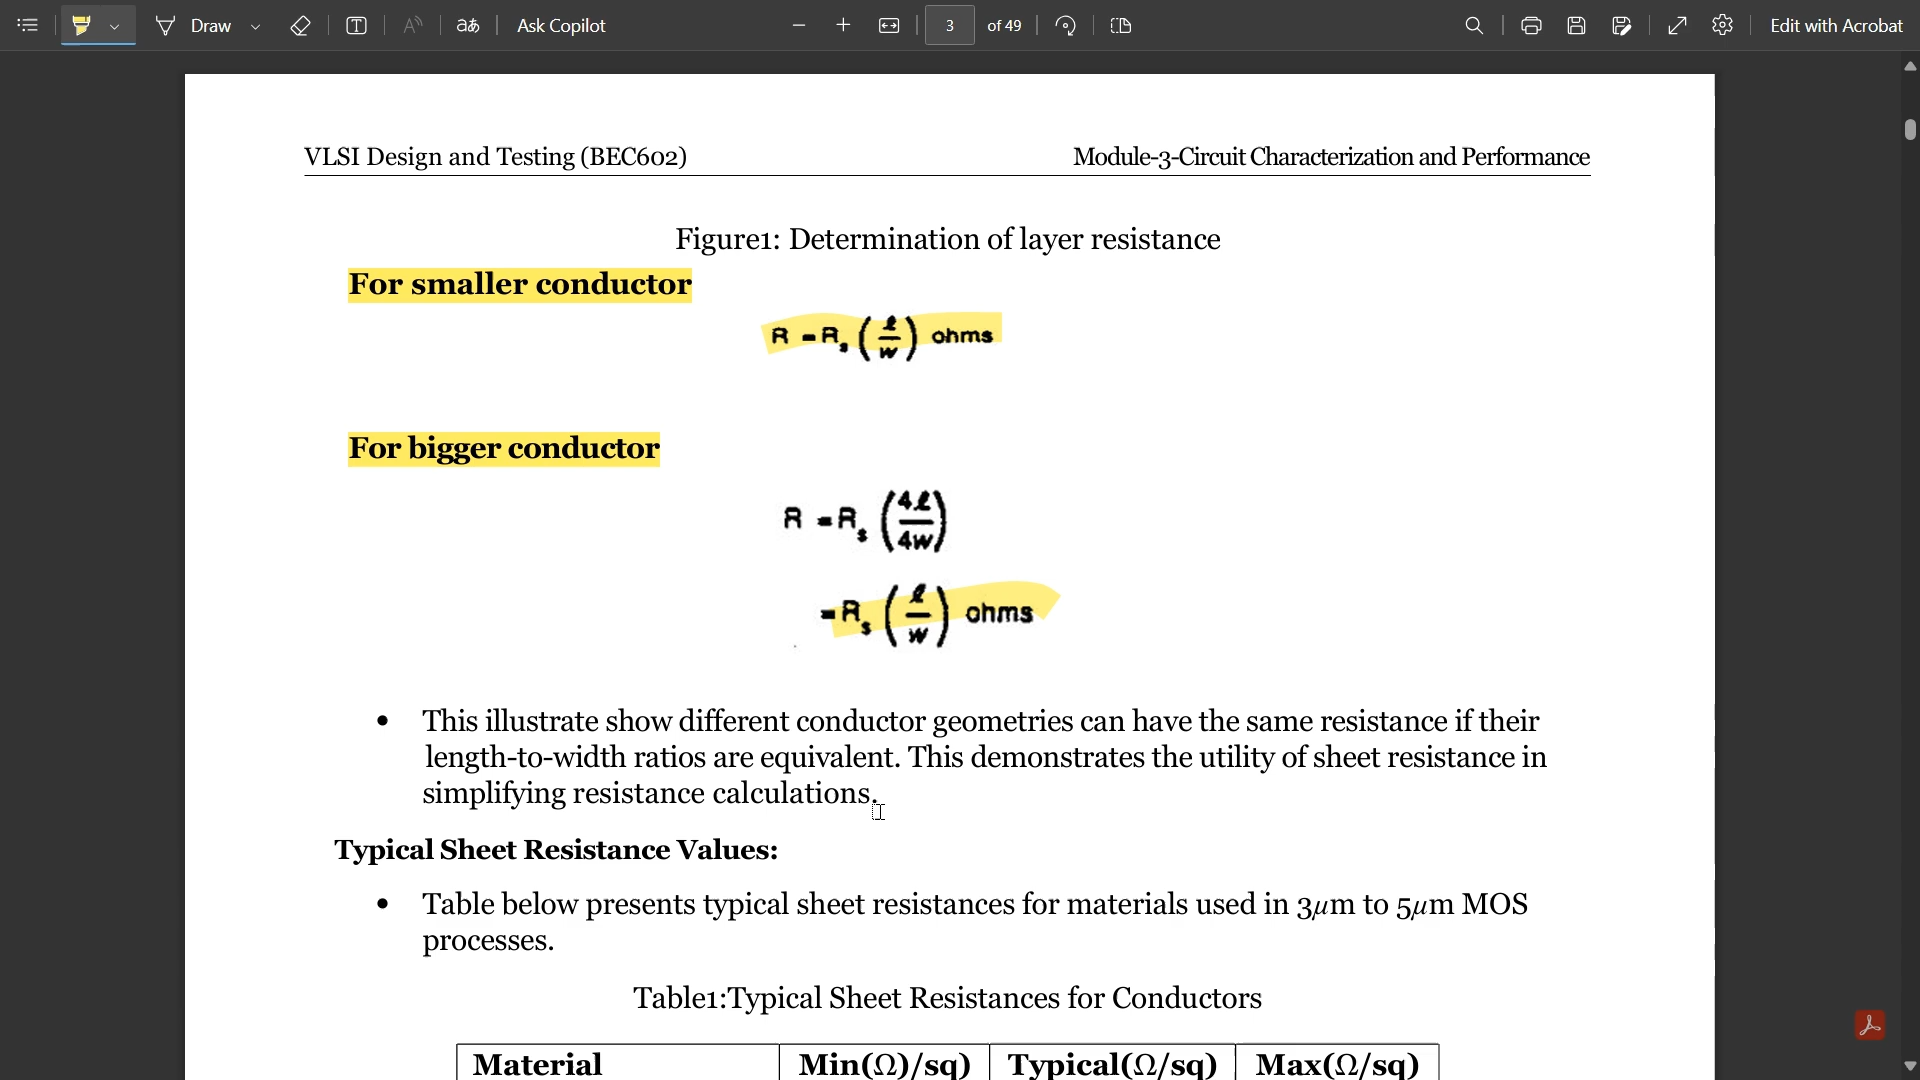 Draw
Ask Copilot
3 of 49
Edit with Acrobat
VLSI Design and Testing (BEC602)
Module-3-Circuit Characterization and Performance
Figure1: Determination of layer resistance
For smaller conductor
R = Rs (ℓ/w) ohms
For bigger conductor
R = Rs (4ℓ/4w)
= Rs (ℓ/w) ohms
• This illustrate show different conductor geometries can have the same resistance if their
length-to-width ratios are equivalent. This demonstrates the utility of sheet resistance in
simplifying resistance calculations.
Typical Sheet Resistance Values:
• Table below presents typical sheet resistances for materials used in 3μm to 5μm MOS
processes.
Table1:Typical Sheet Resistances for Conductors
Material Min(Ω)/sq) Typical(Ω/sq) Max(Ω/sq)